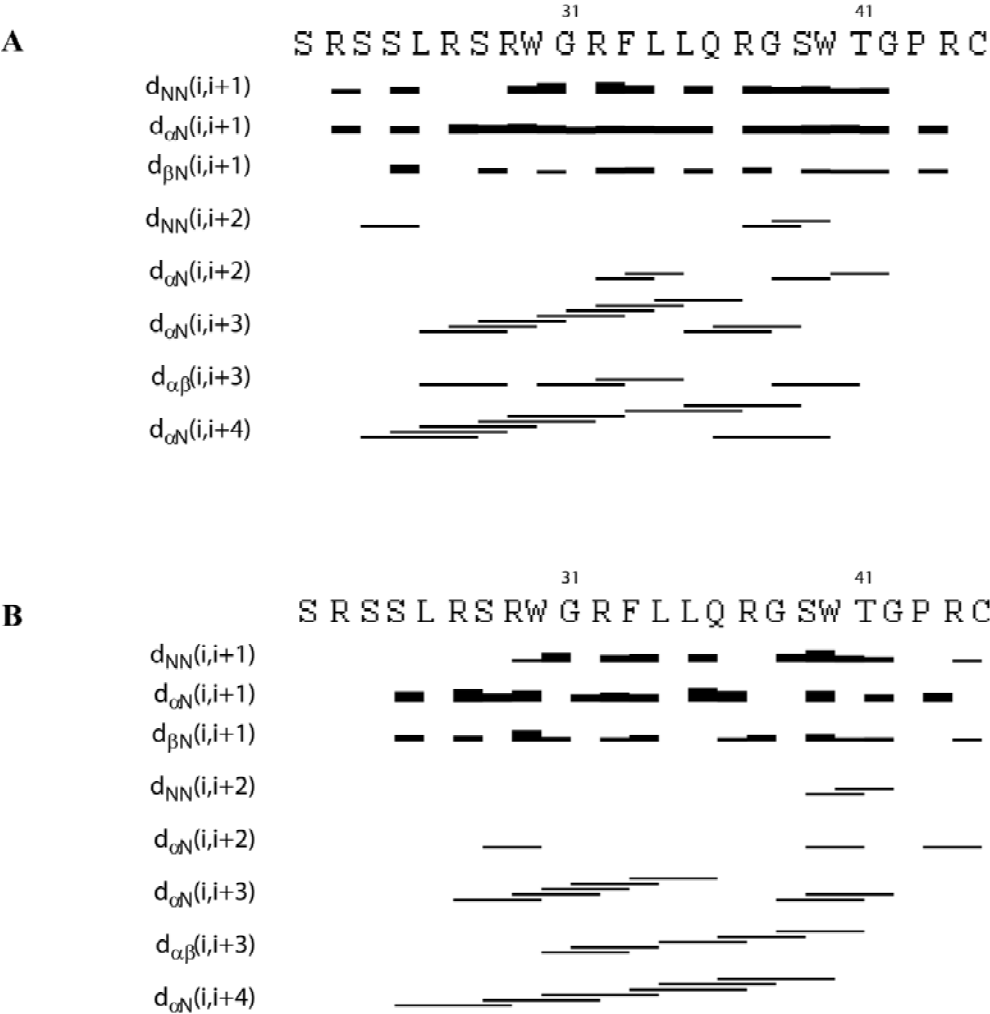 31 41
A S R S S L R S R W G R F L L Q R G S W T G P R C
dNN(i,i+1)
dαN(i,i+1)
dβN(i,i+1)
dNN(i,i+2)
dαN(i,i+2)
dαN(i,i+3)
dαβ(i,i+3)
dαN(i,i+4)
31 41
B S R S S L R S R W G R F L L Q R G S W T G P R C
dNN(i,i+1)
dαN(i,i+1)
dβN(i,i+1)
dNN(i,i+2)
dαN(i,i+2)
dαN(i,i+3)
dαβ(i,i+3)
dαN(i,i+4)